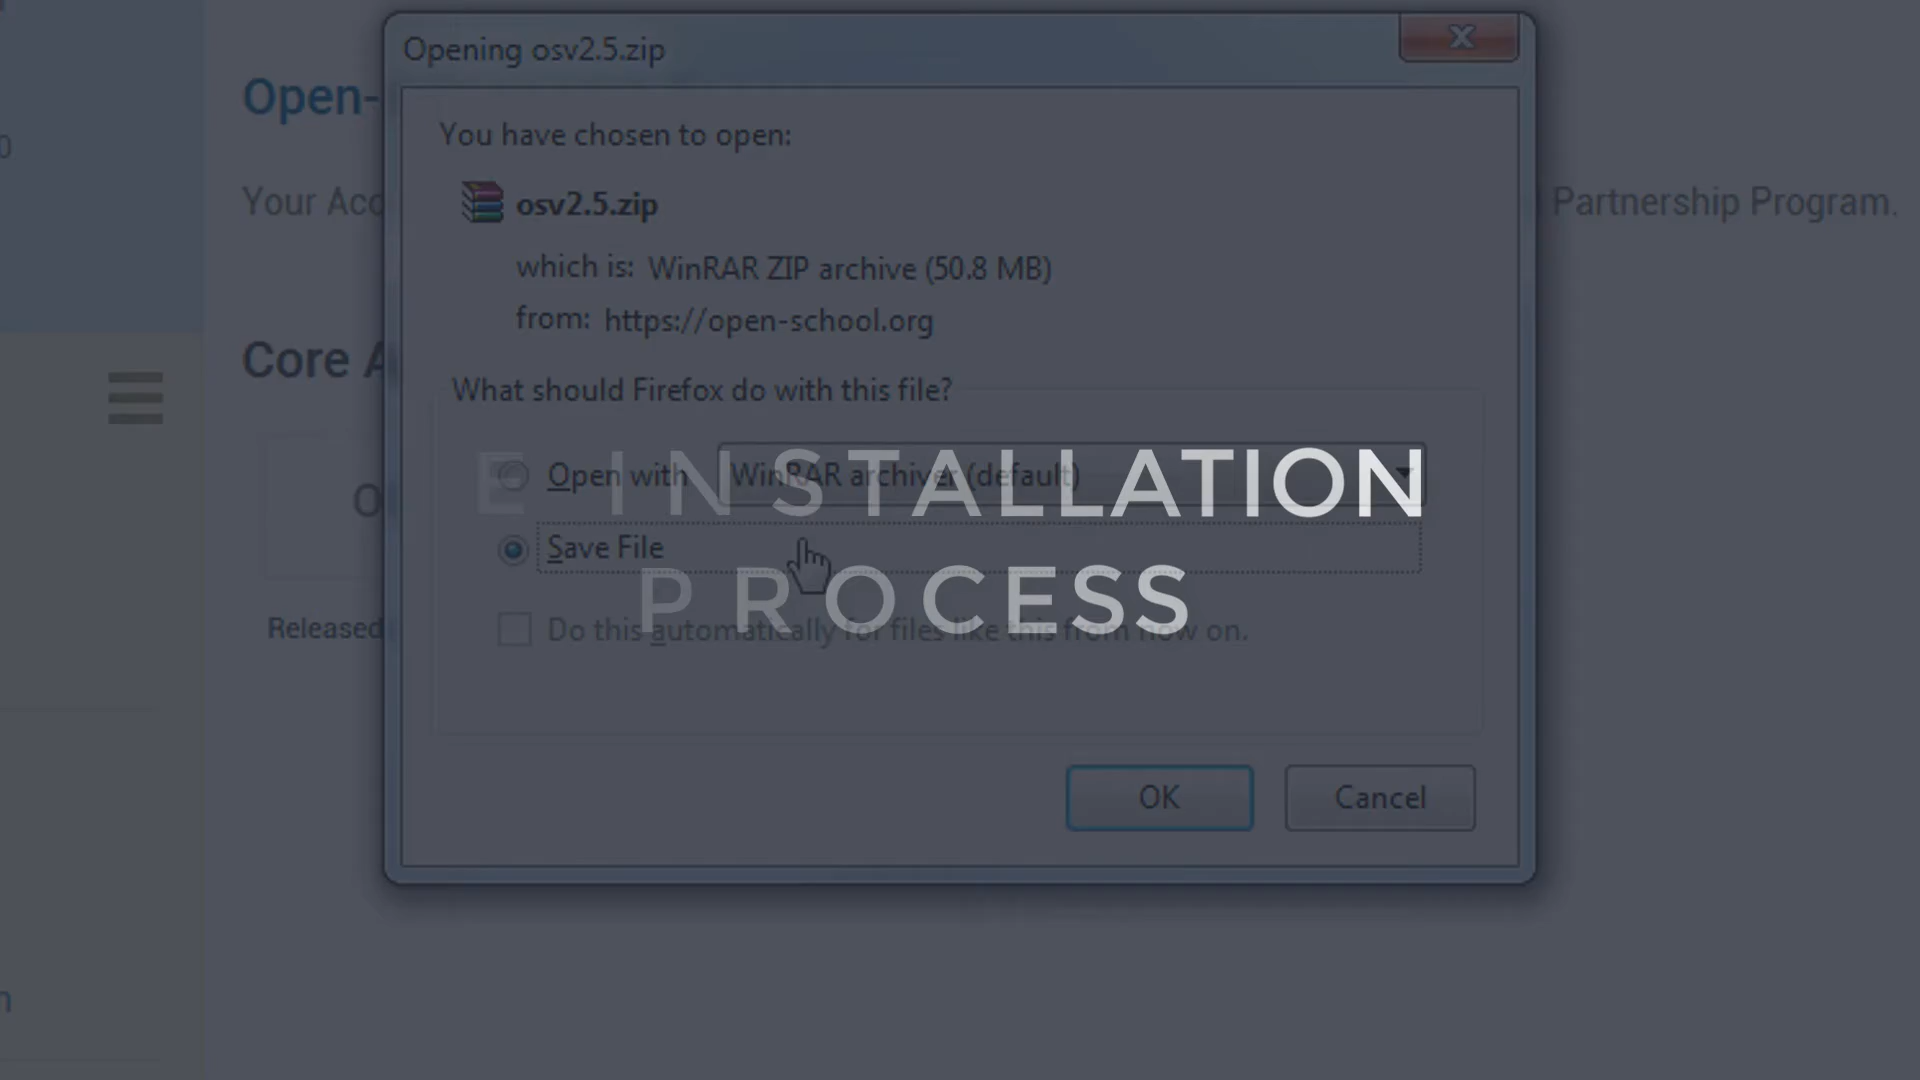 Opening osv2.5.zip
Open-
0
You have chosen to open:
Your Acc
osv2.5.zip
Partnership Program.
which is: WinRAR ZIP archive (50.8 MB)
from: https://open-school.org
Core A
What should Firefox do with this file?
Open with WinRAR archiver (default)
E INSTALLATION
O
Save File
PROCESS
Released
Do this automatically for files like this from now on.
OK
Cancel
n